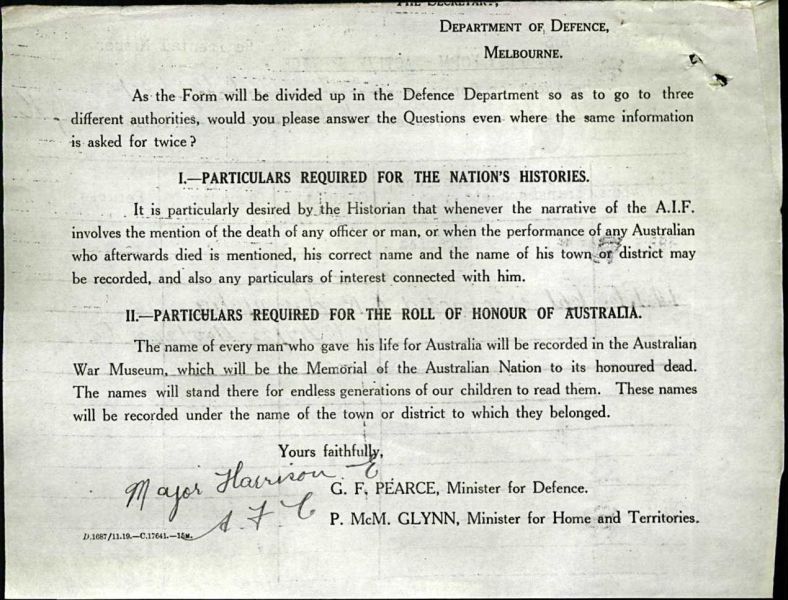 THE SECRETARY,
DEPARTMENT OF DEFENCE,
MELBOURNE.
As the Form will be divided up in the Defence Department so as to go to three
different authorities, would you please answer the Questions even where the same information
is asked for twice?
I.—PARTICULARS REQUIRED FOR THE NATION'S HISTORIES.
It is particularly desired by the Historian that whenever the narrative of the A.I.F.
involves the mention of the death of any officer or man, or when the performance of any Australian
who afterwards died is mentioned, his correct name and the name of his town or district may
be recorded, and also any particulars of interest connected with him.
II.—PARTICULARS REQUIRED FOR THE ROLL OF HONOUR OF AUSTRALIA.
The name of every man who gave his life for Australia will be recorded in the Australian
War Museum, which will be the Memorial of the Australian Nation to its honoured dead.
The names will stand there for endless generations of our children to read them. These names
will be recorded under the name of the town or district to which they belonged.
Yours faithfully,
Major Harrison E
G. F. PEARCE, Minister for Defence.
A F C
P. McM. GLYNN, Minister for Home and Territories.
D.1687/11.19.—C.17641.—15M.